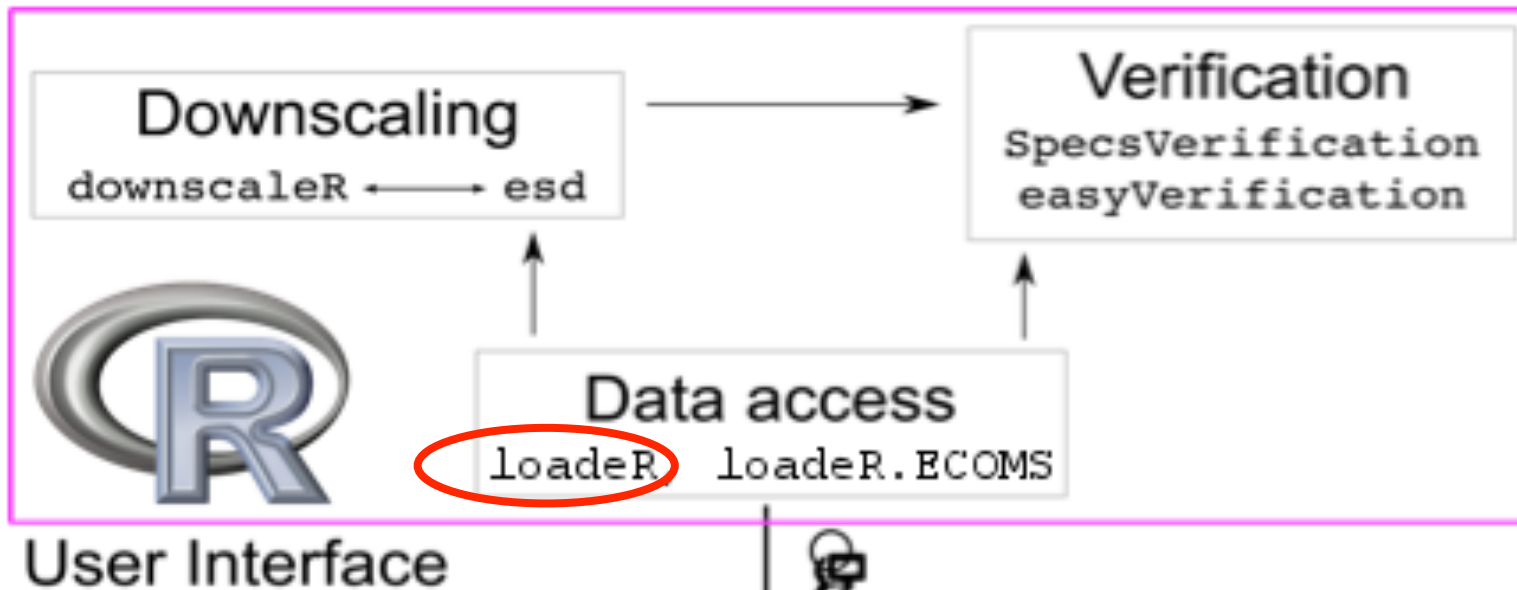 Downscaling
downscaleR esd
Verification
SpecsVerification
easyVerification
R
Data access
loadeR, loadeR.ECOMS
User Interface